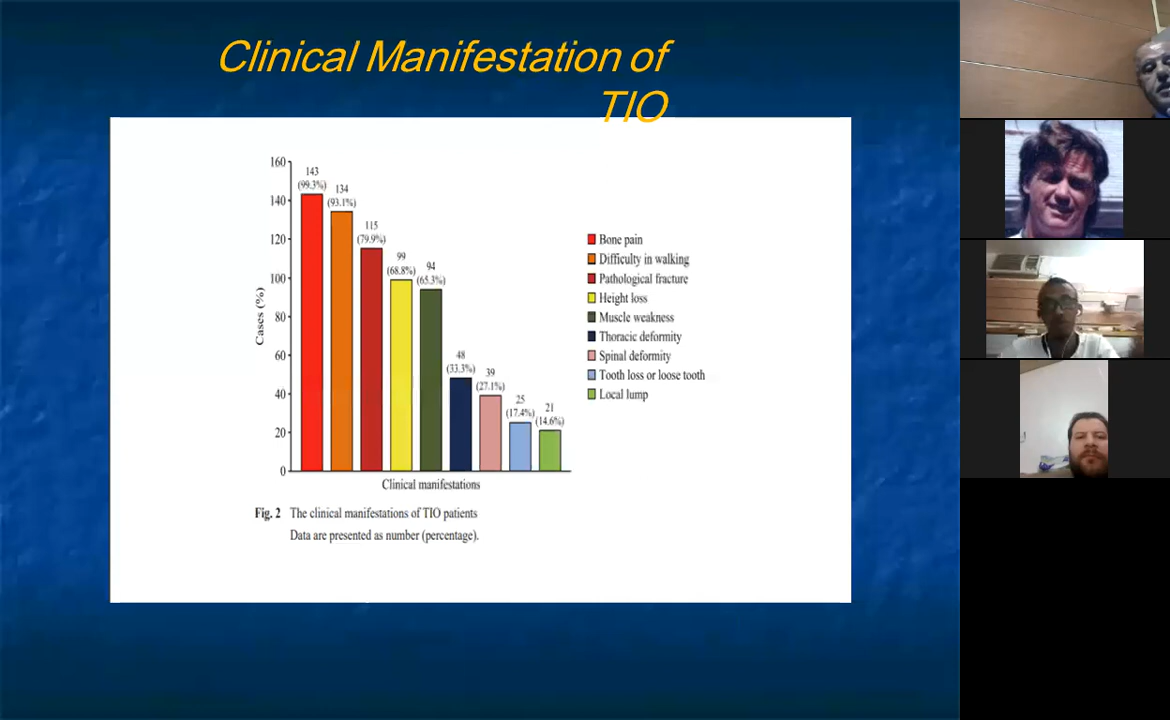 Clinical Manifestation of
TIO
160
140
120
100
80
60
40
20
0
Cases (%)
143
(99.3%)
134
(93.1%)
115
(79.9%)
99
(68.8%)
94
(65.3%)
48
(33.3%)
39
(27.1%)
25
(17.4%)
21
(14.6%)
Clinical manifestations
Bone pain
Difficulty in walking
Pathological fracture
Height loss
Muscle weakness
Thoracic deformity
Spinal deformity
Tooth loss or loose tooth
Local lump
Fig. 2 The clinical manifestations of TIO patients
Data are presented as number (percentage).